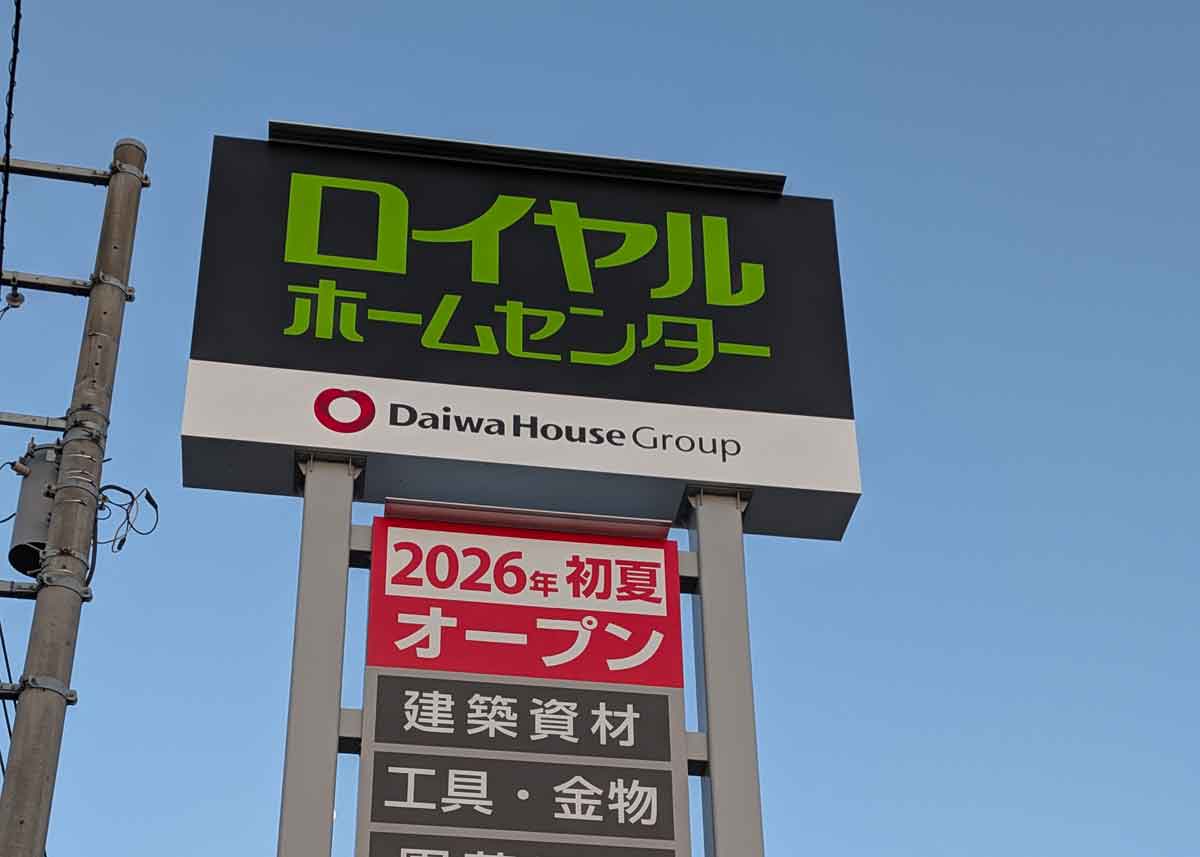 ロイヤル
ホームセンター
Daiwa House Group
2026年 初夏
オープン
建築資材
工具・金物